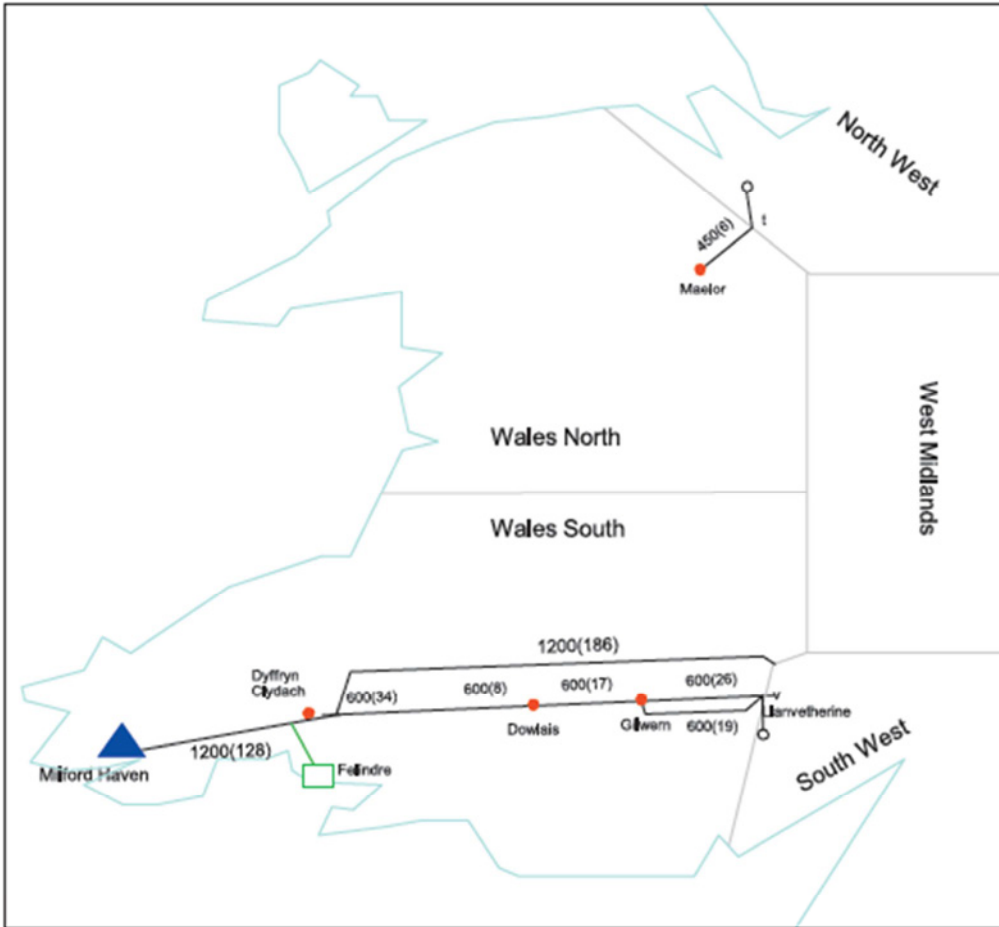 North West
t
450(6)
Maelor
West Midlands
Wales North
Wales South
1200(186)
Dyffryn
Clydach
600(34)
600(8)
600(17)
600(26)
Dowlais
Gilwern
600(19)
v
Llanvetherine
1200(128)
Milford Haven
Felindre
South West